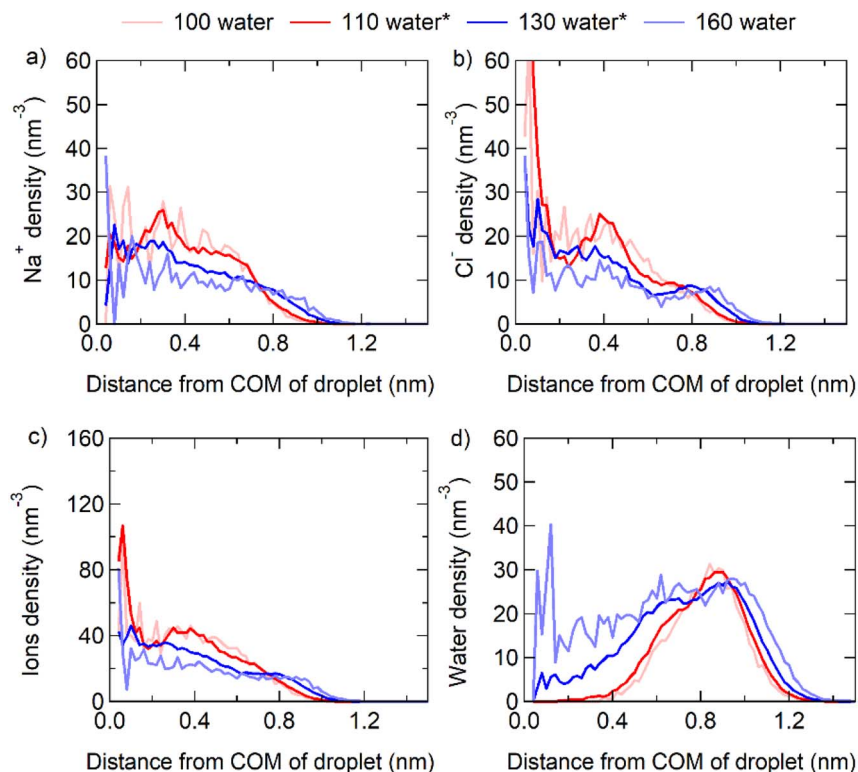 100 water 110 water* 130 water* 160 water
a)
60
50
40
30
20
10
0
Na⁺ density (nm⁻³)
0.0 0.4 0.8 1.2
Distance from COM of droplet (nm)
b)
60
50
40
30
20
10
0
Cl⁻ density (nm⁻³)
0.0 0.4 0.8 1.2
Distance from COM of droplet (nm)
c)
160
120
80
40
0
Ions density (nm⁻³)
0.0 0.4 0.8 1.2
Distance from COM of droplet (nm)
d)
60
50
40
30
20
10
0
Water density (nm⁻³)
0.0 0.4 0.8 1.2
Distance from COM of droplet (nm)